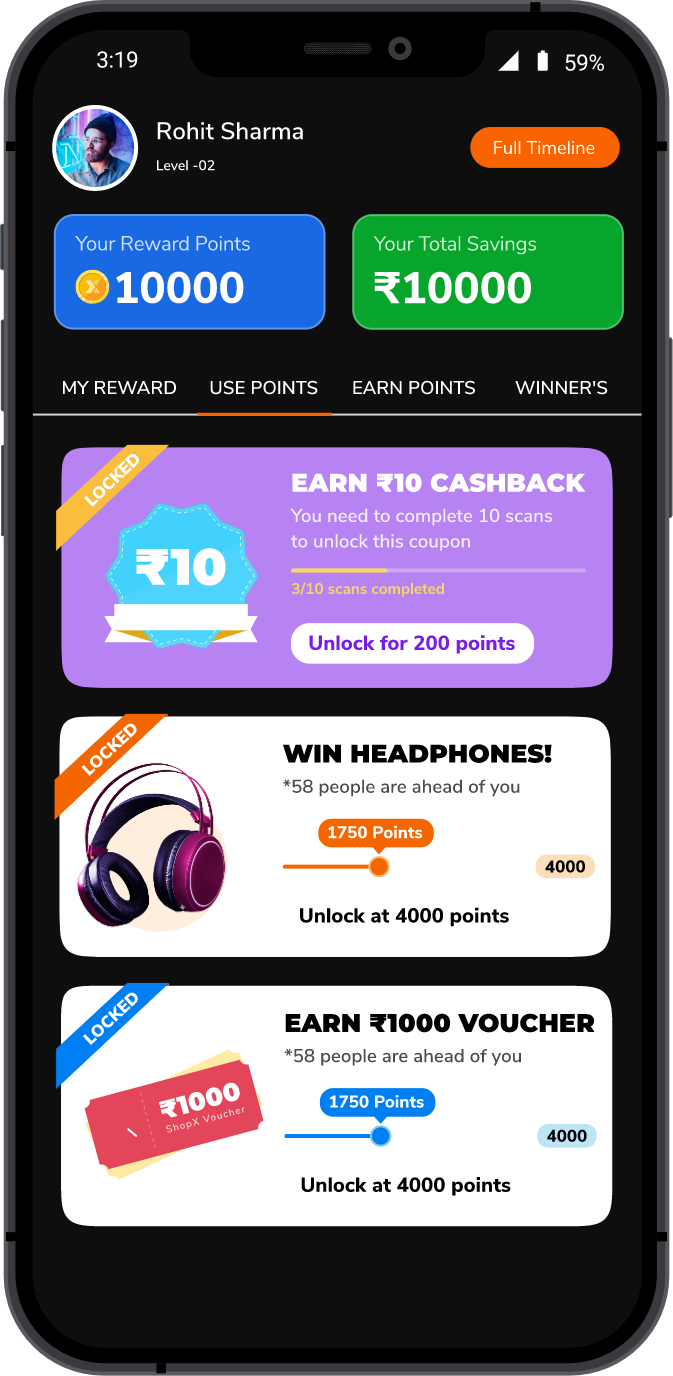 3:19
59%
Rohit Sharma
Level -02
Full Timeline
Your Reward Points
10000
Your Total Savings
₹10000
MY REWARD
USE POINTS
EARN POINTS
WINNER'S
LOCKED
₹10
EARN ₹10 CASHBACK
You need to complete 10 scans
to unlock this coupon
3/10 scans completed
Unlock for 200 points
LOCKED
WIN HEADPHONES!
*58 people are ahead of you
1750 Points
4000
Unlock at 4000 points
LOCKED
₹1000
ShopX Voucher
EARN ₹1000 VOUCHER
*58 people are ahead of you
1750 Points
4000
Unlock at 4000 points